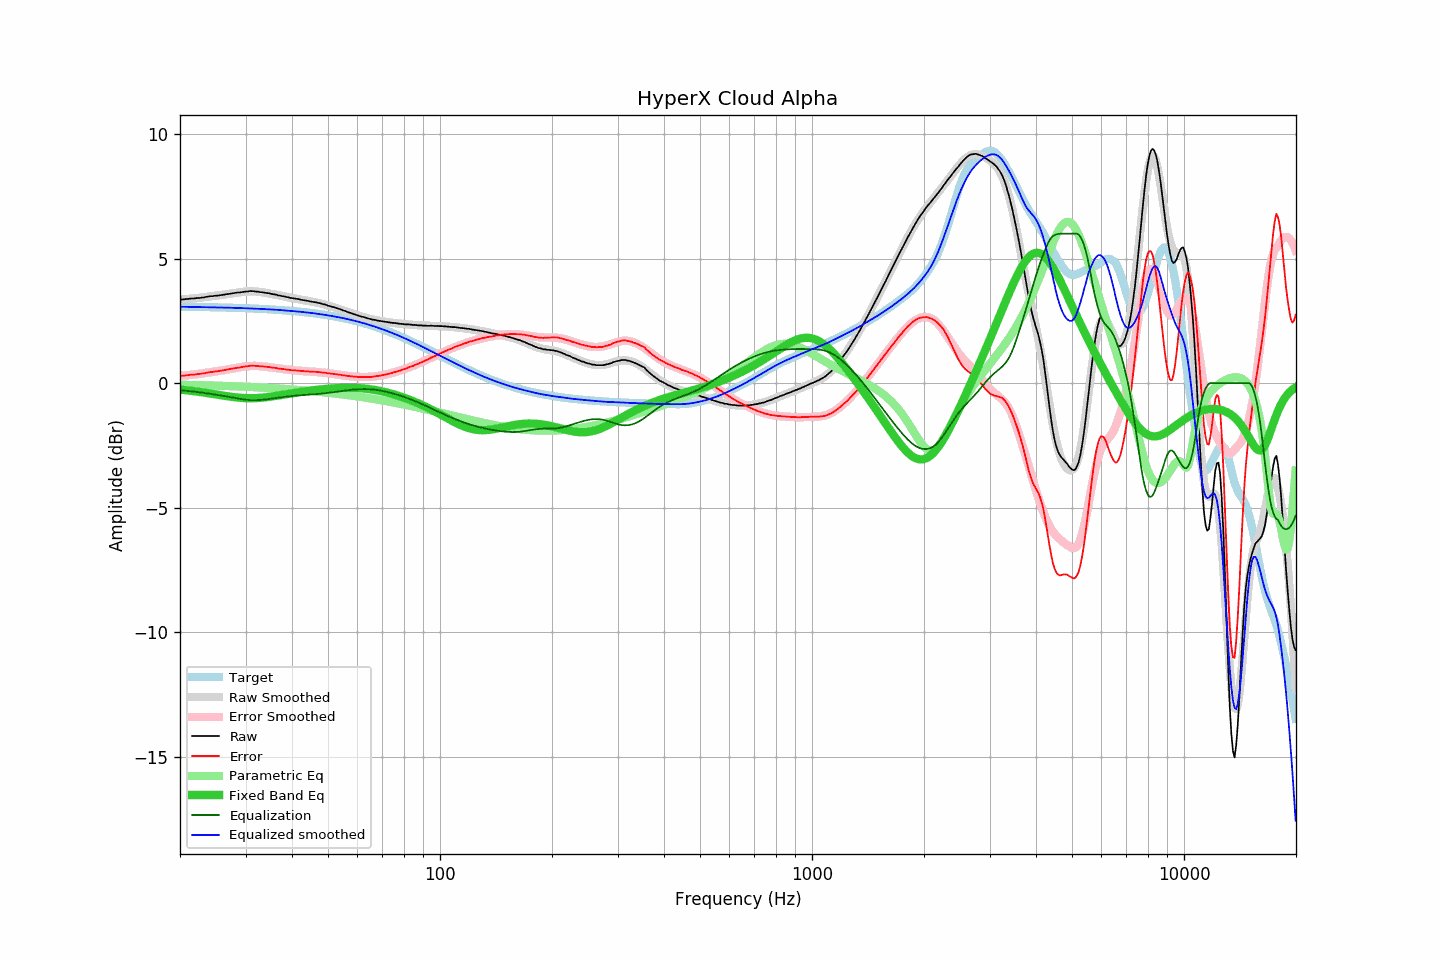 HyperX Cloud Alpha
10
5
0
−5
−10
−15
Amplitude (dBr)
Target
Raw Smoothed
Error Smoothed
Raw
Error
Parametric Eq
Fixed Band Eq
Equalization
Equalized smoothed
100 1000 10000
Frequency (Hz)